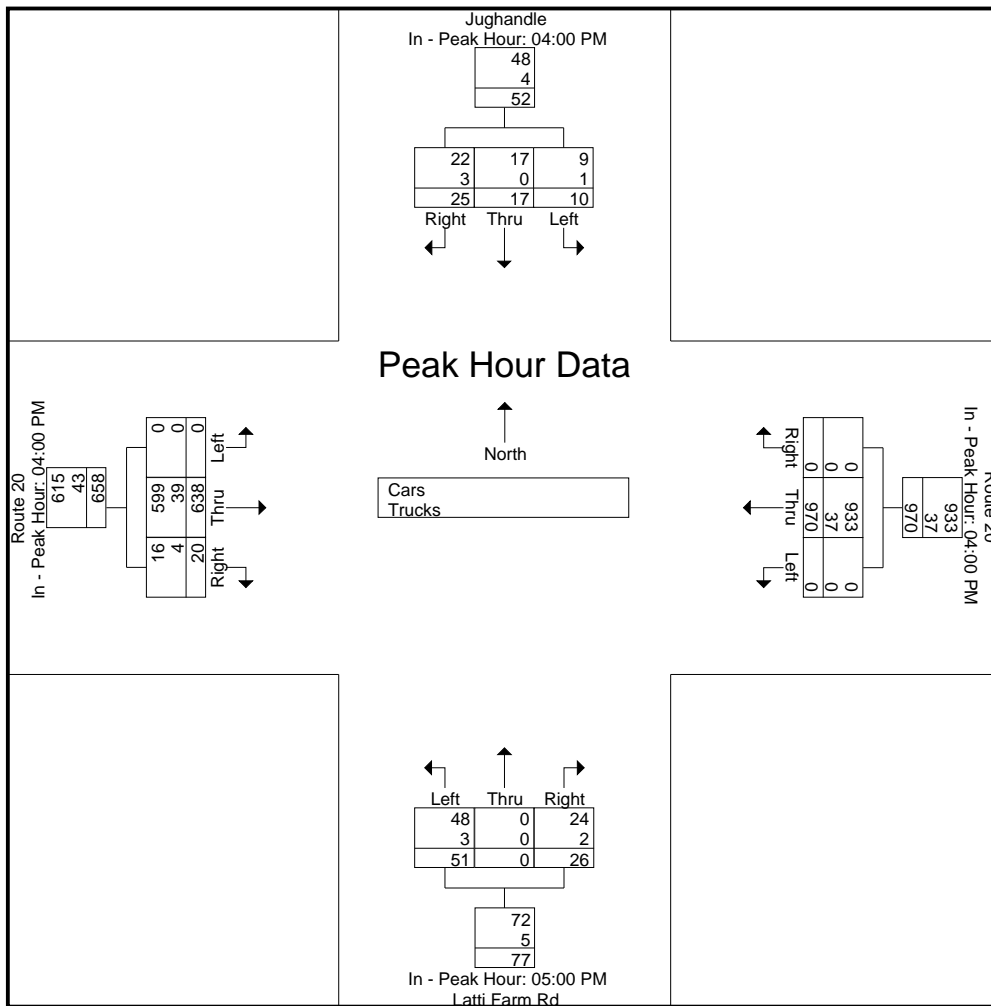 Jughandle
In - Peak Hour: 04:00 PM
48
4
52
22 17 9
3 0 1
25 17 10
Right Thru Left
Peak Hour Data
North
Cars
Trucks
Route 20
In - Peak Hour: 04:00 PM
615
43
658
0 599 16
0 39 4
0 638 20
Left Thru Right
Route 20
In - Peak Hour: 04:00 PM
933
37
970
0 933 0
0 37 0
0 970 0
Right Thru Left
Left Thru Right
48 0 24
3 0 2
51 0 26
72
5
77
In - Peak Hour: 05:00 PM
Latti Farm Rd